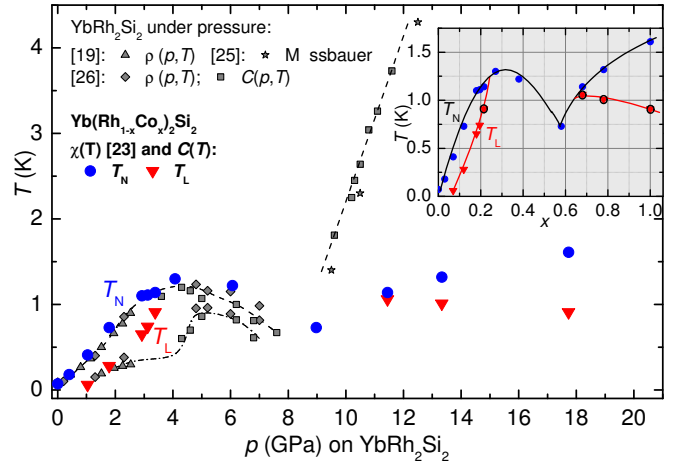 YbRh2Si2 under pressure:
[19]: ρ(p,T) [25]: M ssbauer
[26]: ρ(p,T); C(p,T)
Yb(Rh1-xCox)2Si2
χ(T) [23] and C(T):
TN TL
TN
TL
T (K)
4
3
2
1
0
0 2 4 6 8 10 12 14 16 18 20
p (GPa) on YbRh2Si2
T (K)
1.5
1.0
0.5
0.0
TN
TL
0.0 0.2 0.4 0.6 0.8 1.0
x